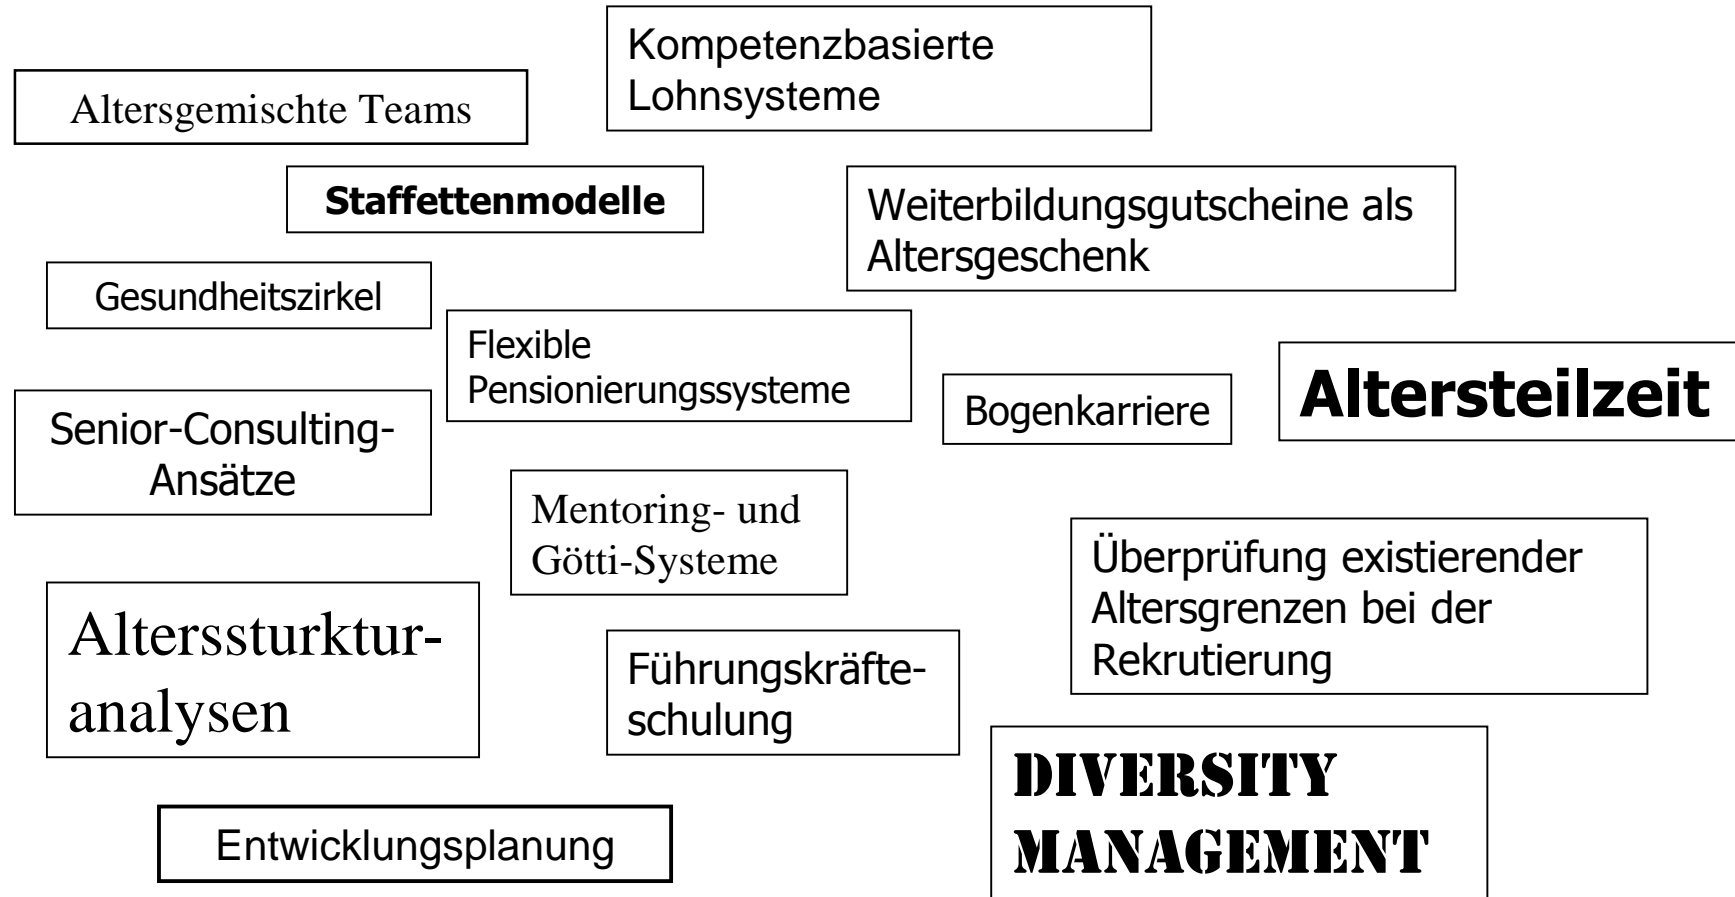 Kompetenzbasierte
Lohnsysteme
Altersgemischte Teams
Staffettenmodelle
Weiterbildungsgutscheine als
Altersgeschenk
Gesundheitszirkel
Flexible
Pensionierungssysteme
Altersteilzeit
Bogenkarriere
Senior-Consulting-
Ansätze
Mentoring- und
Götti-Systeme
Überprüfung existierender
Altersgrenzen bei der
Rekrutierung
Alterssturktur-
analysen
Führungskräfte-
schulung
DIVERSITY
MANAGEMENT
Entwicklungsplanung